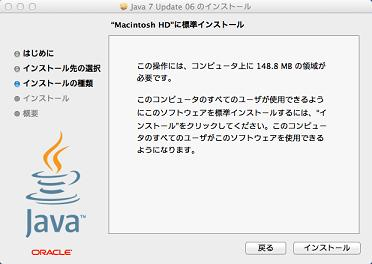 Java 7 Update 06 のインストール
"Macintosh HD"に標準インストール
はじめに
インストール先の選択
インストールの種類
インストール
概要
この操作には、コンピュータ上に 148.8 MB の領域が
必要です。
このコンピュータのすべてのユーザが使用できるよう
にこのソフトウェアを標準インストールするには、"イ
ンストール"をクリックしてください。このコンピュー
タのすべてのユーザがこのソフトウェアを使用できる
ようになります。
Java™
ORACLE
戻る
インストール